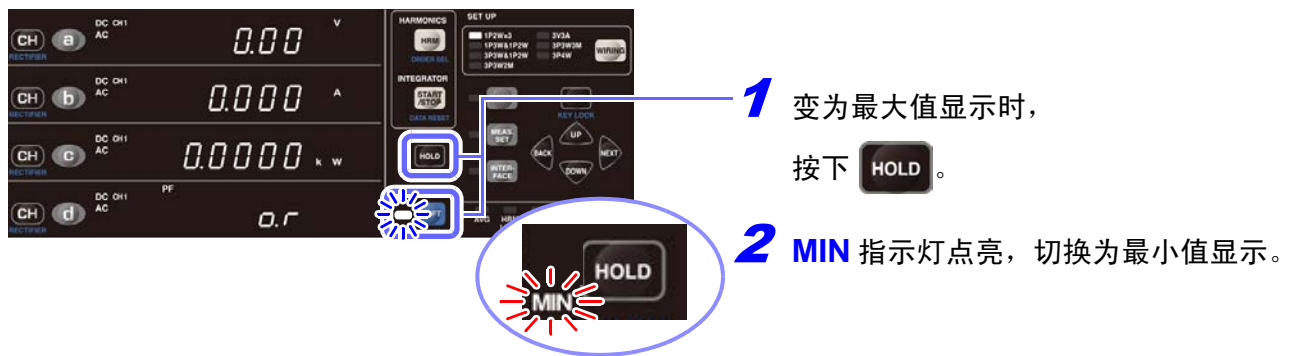 DC CH1
AC
V
CH a
0.00
RECTIFIER
DC CH1
AC
A
CH b
0.000
RECTIFIER
DC CH1
AC
CH c
0.0000 k W
RECTIFIER
PF
DC CH1
AC
CH d
o.r
RECTIFIER
HARMONICS
HRM
ORDER SEL
INTEGRATOR
START
/STOP
DATA RESET
HOLD
SET UP
1P2W×3
3V3A
1P3W&1P2W
3P3W3M
3P3W&1P2W
3P4W
3P3W2M
WIRING
KEY LOCK
MEAS.
SET
INTER-
FACE
UP
BACK
NEXT
DOWN
AVG
HOLD
MIN
1 变为最大值显示时，
按下 HOLD 。
2 MIN 指示灯点亮，切换为最小值显示。